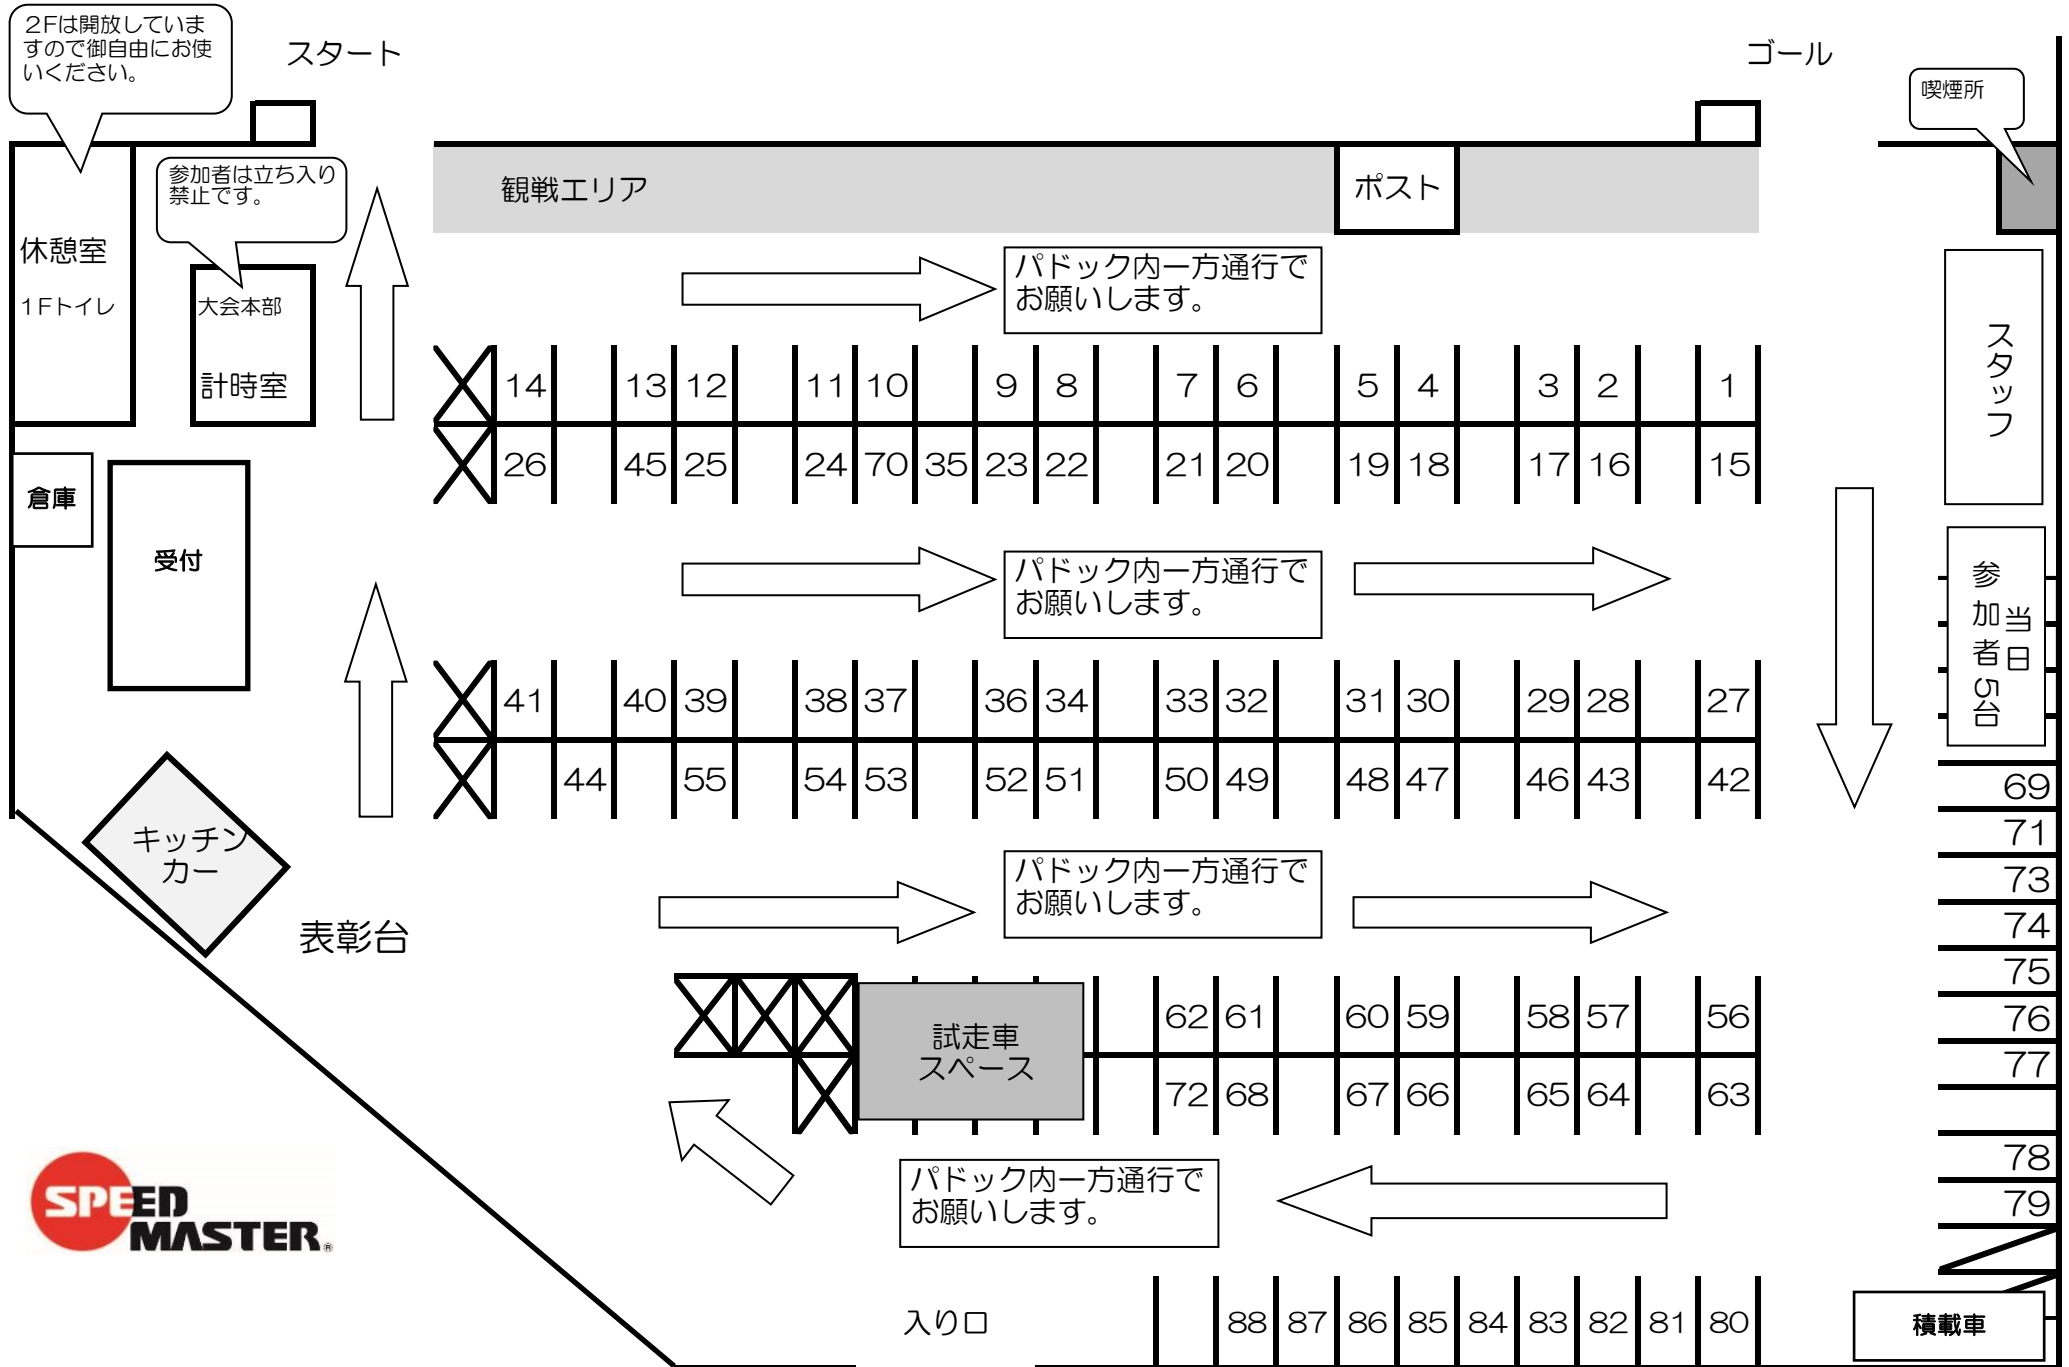 ２Fは開放していま
すので御自由にお使
いください。
スタート
ゴール
喫煙所
参加者は立ち入り
禁止です。
観戦エリア
ポスト
休憩室
１Fトイレ
大会本部
計時室
パドック内一方通行で
お願いします。
スタッフ
14 13 12 11 10 9 8 7 6 5 4 3 2 1
26 45 25 24 70 35 23 22 21 20 19 18 17 16 15
倉庫
受付
パドック内一方通行で
お願いします。
当日
参加者5台
41 40 39 38 37 36 34 33 32 31 30 29 28 27
44 55 54 53 52 51 50 49 48 47 46 43 42
69
71
73
74
75
76
77
78
79
キッチン
カー
表彰台
パドック内一方通行で
お願いします。
試走車
スペース
62 61 60 59 58 57 56
72 68 67 66 65 64 63
パドック内一方通行で
お願いします。
SPEED
MASTER®
入り口
88 87 86 85 84 83 82 81 80
積載車